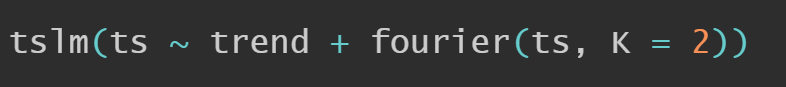 tslm(ts ~ trend + fourier(ts, K = 2))